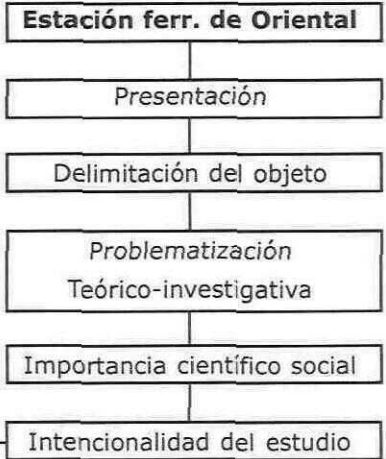 Estación ferr. de Oriental
Presentación
Delimitación del objeto
Problematización
Teórico-investigativa
Importancia científico social
Intencionalidad del estudio